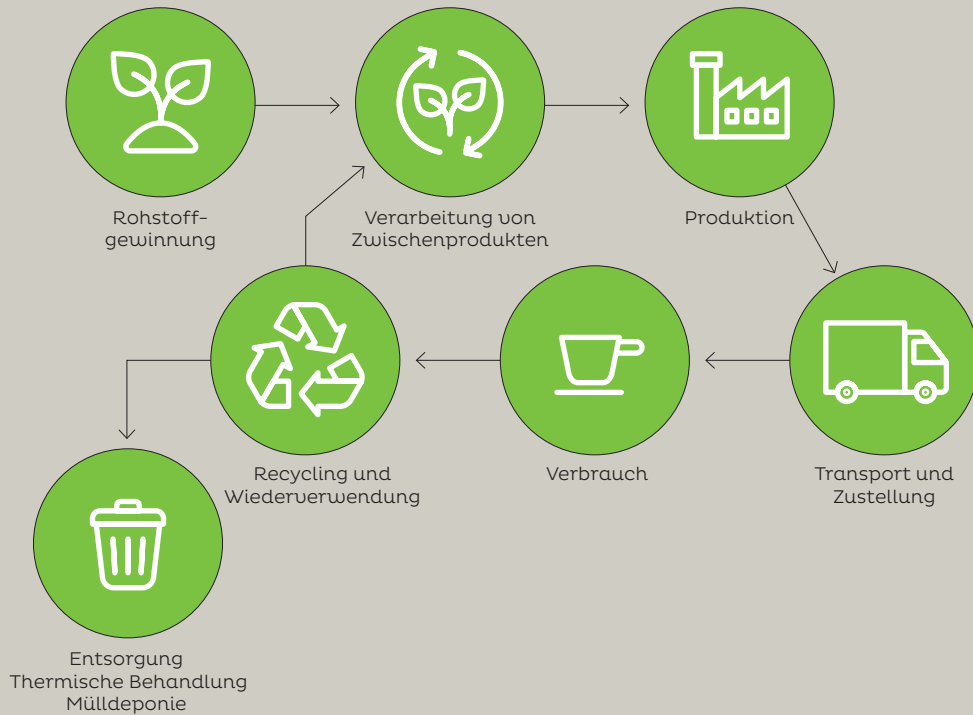 Rohstoff-
gewinnung
Verarbeitung von
Zwischenprodukten
Produktion
Recycling und
Wiederverwendung
Verbrauch
Transport und
Zustellung
Entsorgung
Thermische Behandlung
Mülldeponie